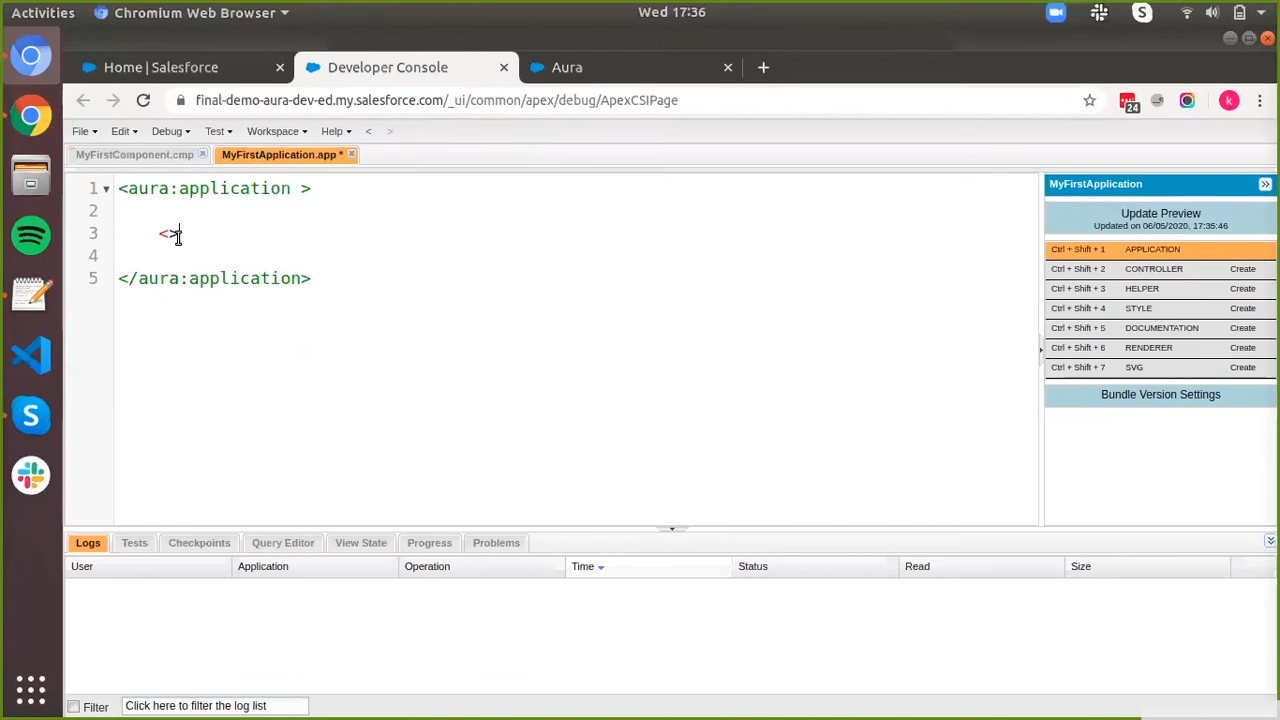 Activities Chromium Web Browser Wed 17:36
Home | Salesforce Developer Console Aura
final-demo-aura-dev-ed.my.salesforce.com/_ui/common/apex/debug/ApexCSIPage 24 k
File Edit Debug Test Workspace Help < >
MyFirstComponent.cmp MyFirstApplication.app *
1 <aura:application >
2
3 <>
4
5 </aura:application>
MyFirstApplication
Update Preview
Updated on 06/05/2020, 17:35:46
Ctrl + Shift + 1 APPLICATION
Ctrl + Shift + 2 CONTROLLER Create
Ctrl + Shift + 3 HELPER Create
Ctrl + Shift + 4 STYLE Create
Ctrl + Shift + 5 DOCUMENTATION Create
Ctrl + Shift + 6 RENDERER Create
Ctrl + Shift + 7 SVG Create
Bundle Version Settings
Logs Tests Checkpoints Query Editor View State Progress Problems
User Application Operation Time Status Read Size
Filter Click here to filter the log list